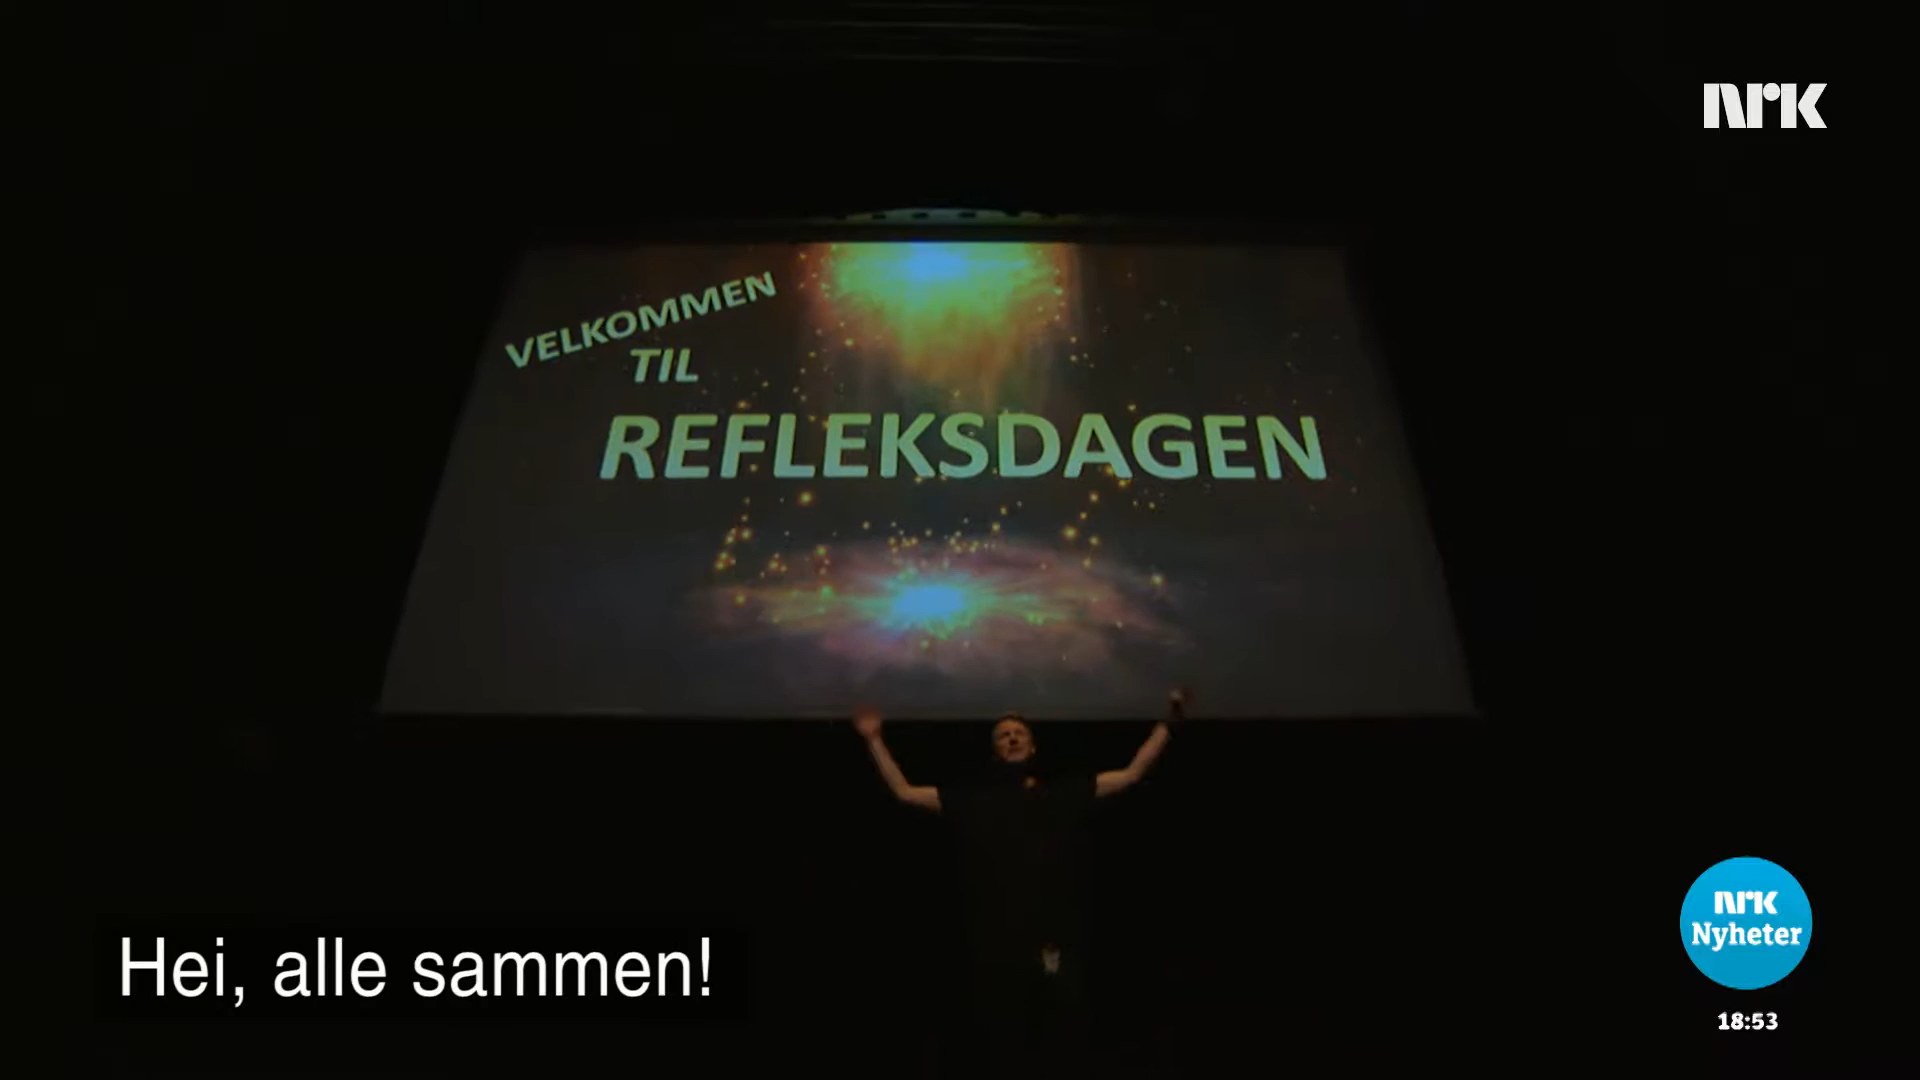 nrk
VELKOMMEN
TIL
REFLEKSDAGEN
Hei, alle sammen!
nrk
Nyheter
18:53